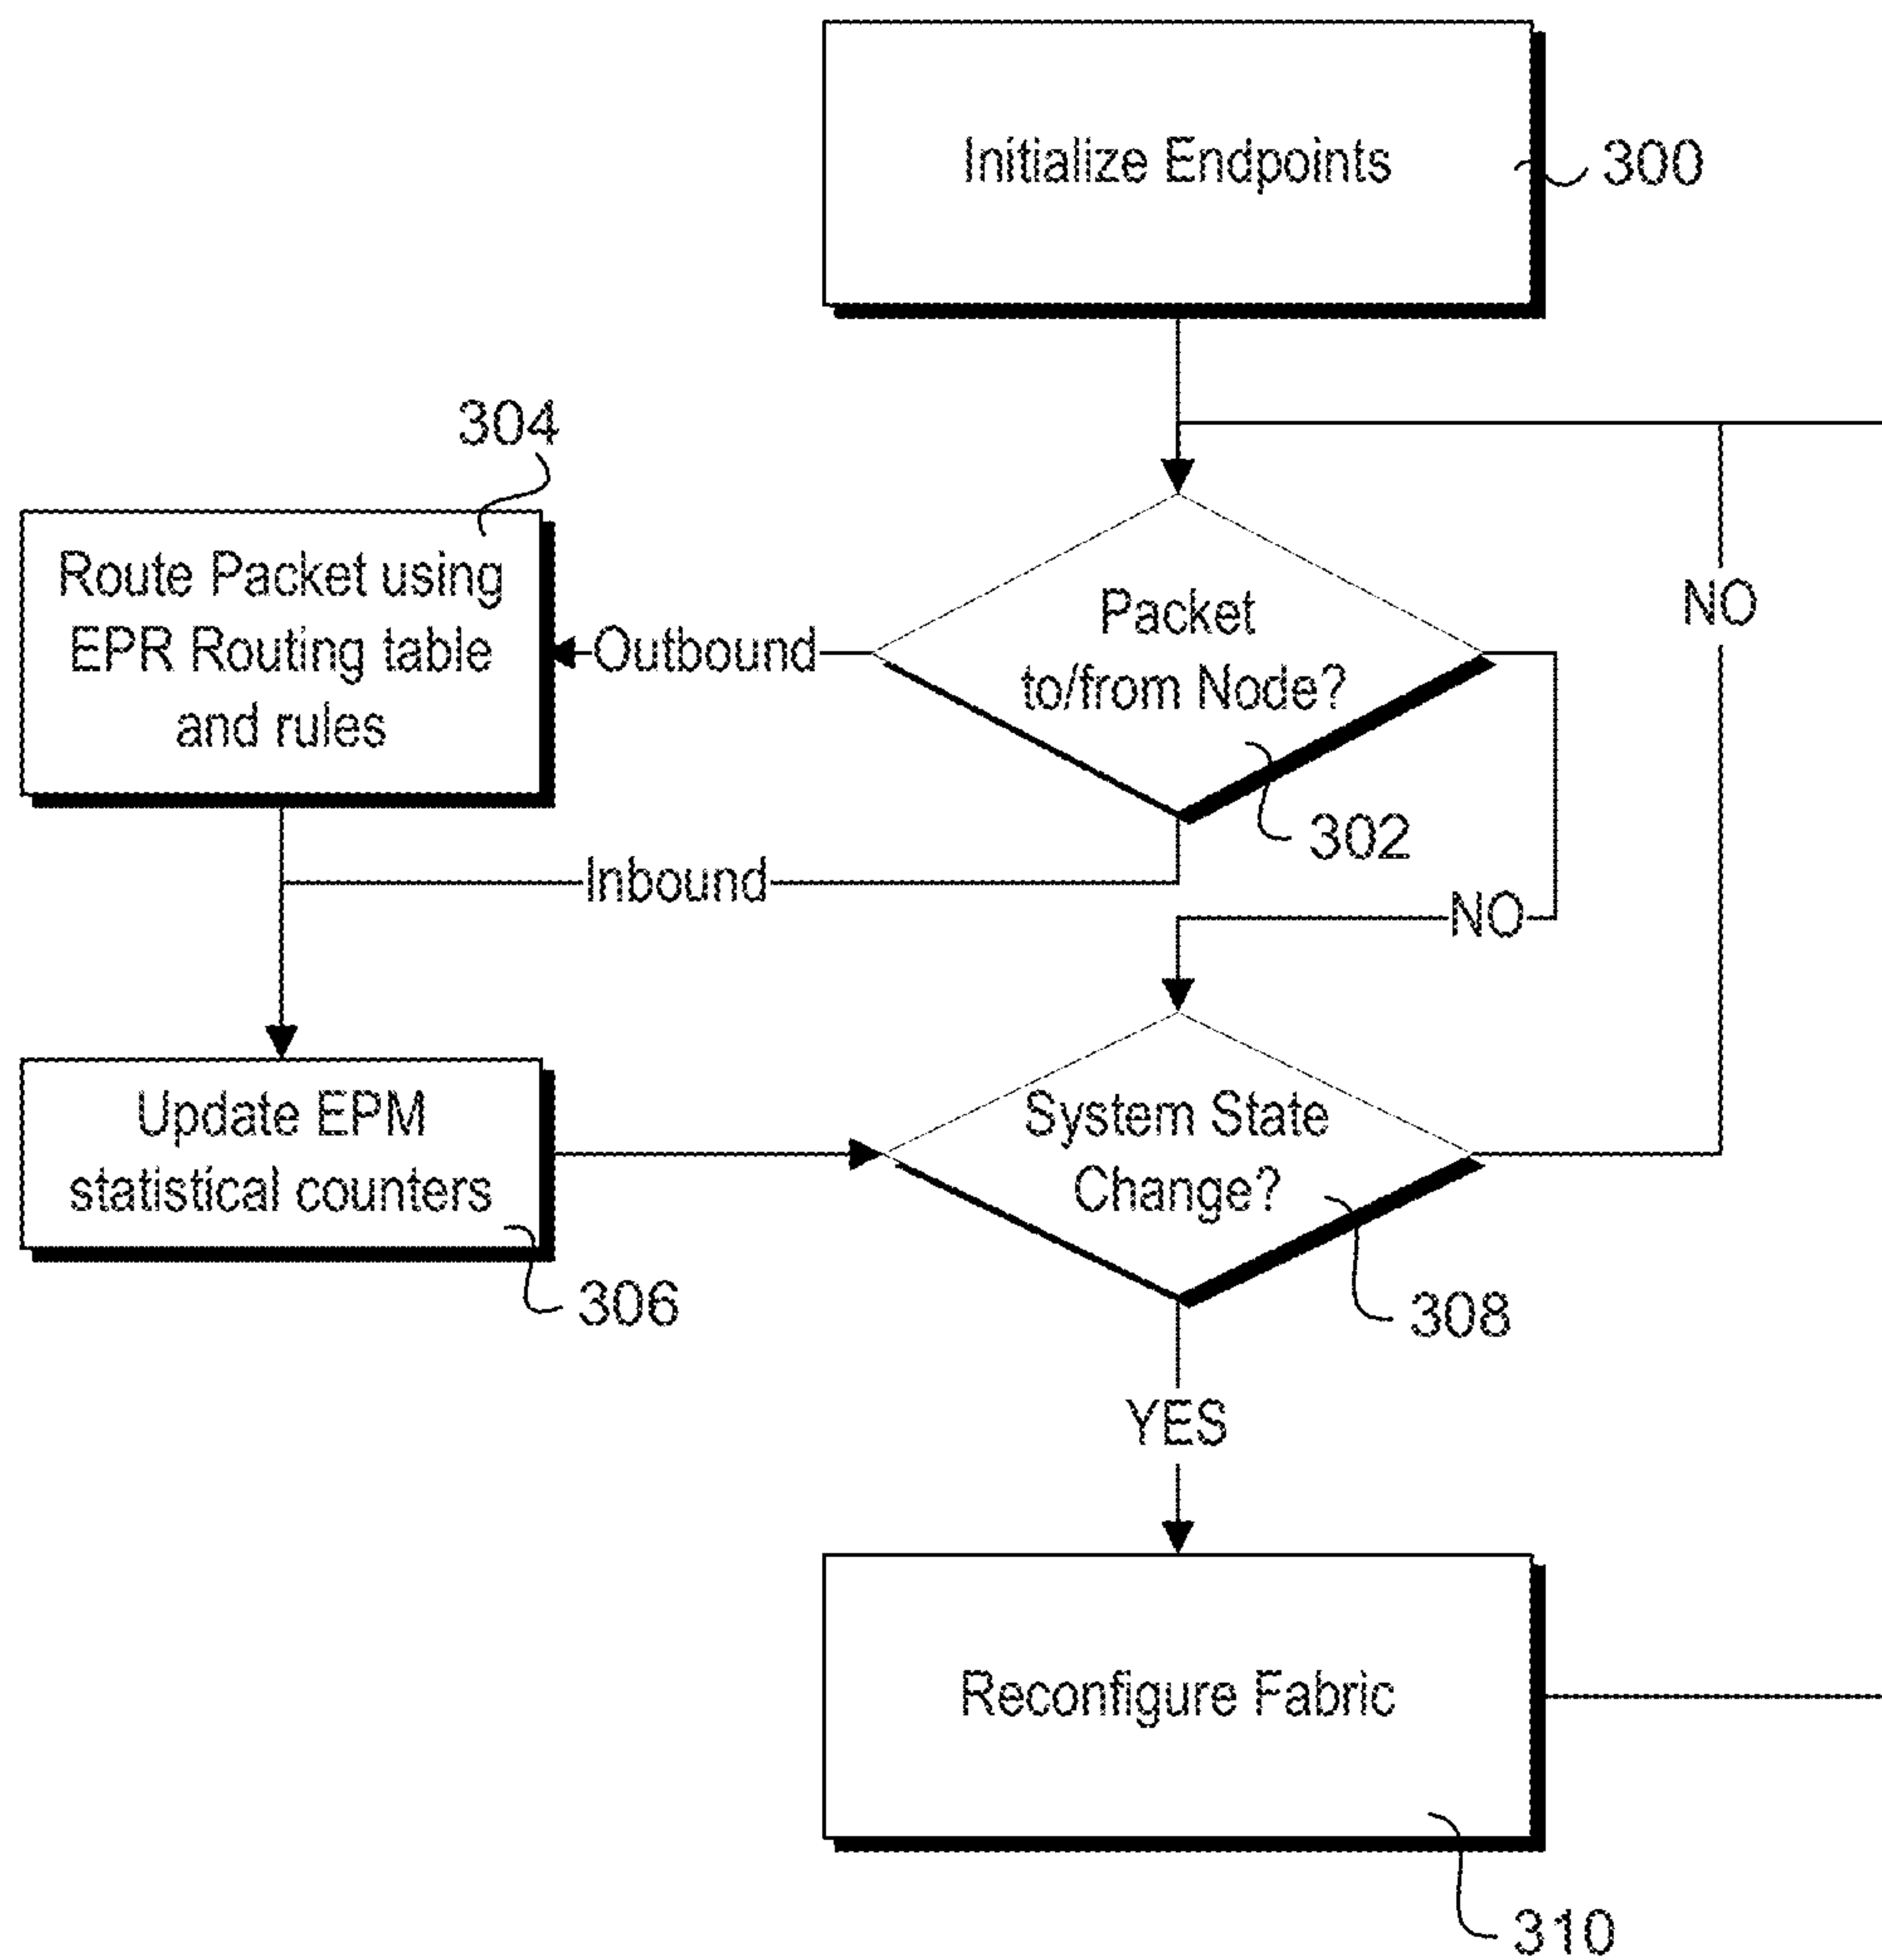 Initialize Endpoints
300
304
Route Packet using
EPR Routing table
and rules
Outbound
Packet
to/from Node?
NO
302
Inbound
NO
Update EPM
statistical counters
System State
Change?
306
308
YES
Reconfigure Fabric
310